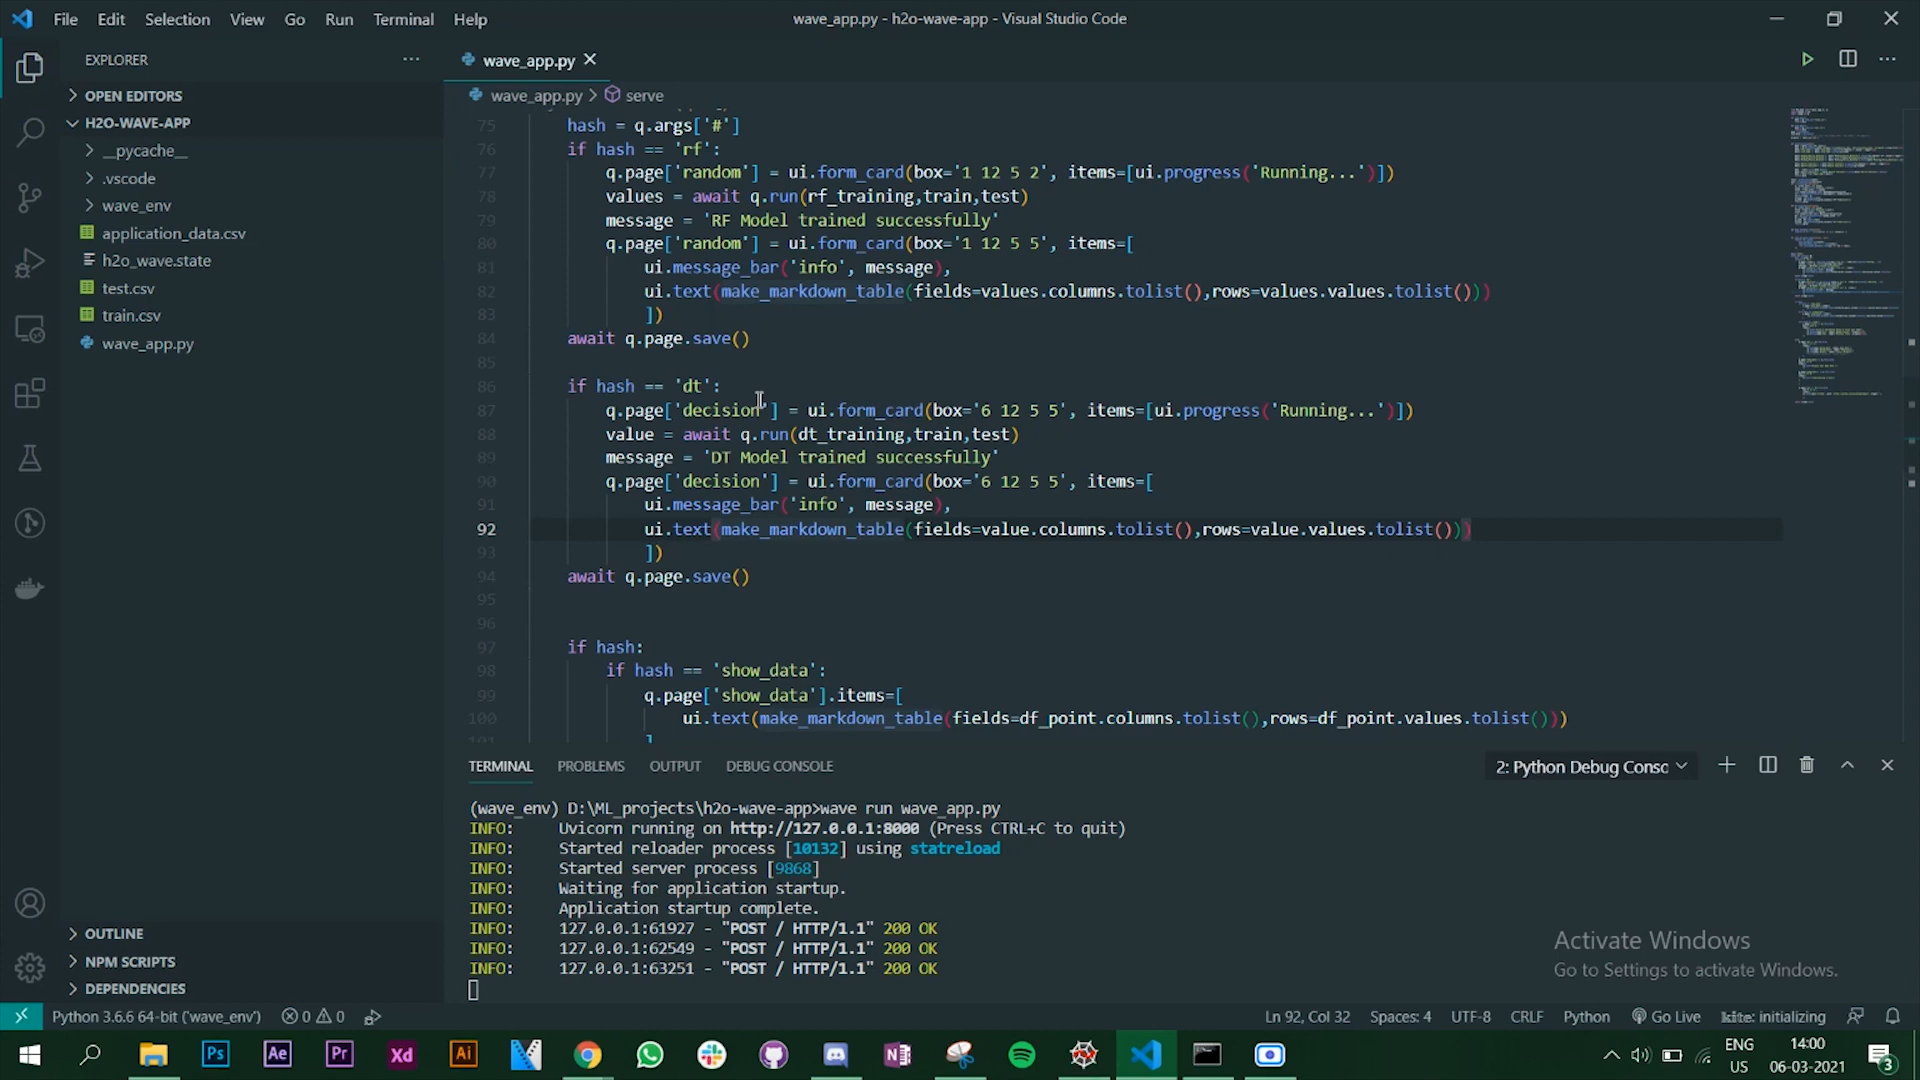 File Edit Selection View Go Run Terminal Help
wave_app.py - h2o-wave-app - Visual Studio Code
EXPLORER
OPEN EDITORS
H2O-WAVE-APP
__pycache__
.vscode
wave_env
application_data.csv
h2o_wave.state
test.csv
train.csv
wave_app.py
OUTLINE
NPM SCRIPTS
DEPENDENCIES
wave_app.py
wave_app.py > serve
75 hash = q.args['#']
76 if hash == 'rf':
77 q.page['random'] = ui.form_card(box='1 12 5 2', items=[ui.progress('Running...')])
78 values = await q.run(rf_training,train,test)
79 message = 'RF Model trained successfully'
80 q.page['random'] = ui.form_card(box='1 12 5 5', items=[
81 ui.message_bar('info', message),
82 ui.text(make_markdown_table(fields=values.columns.tolist(),rows=values.values.tolist()))
83 ])
84 await q.page.save()
85
86 if hash == 'dt':
87 q.page['decision'] = ui.form_card(box='6 12 5 5', items=[ui.progress('Running...')])
88 value = await q.run(dt_training,train,test)
89 message = 'DT Model trained successfully'
90 q.page['decision'] = ui.form_card(box='6 12 5 5', items=[
91 ui.message_bar('info', message),
92 ui.text(make_markdown_table(fields=value.columns.tolist(),rows=value.values.tolist()))
93 ])
94 await q.page.save()
95
96
97 if hash:
98 if hash == 'show_data':
99 q.page['show_data'].items=[
100 ui.text(make_markdown_table(fields=df_point.columns.tolist(),rows=df_point.values.tolist()))
101 ]
TERMINAL PROBLEMS OUTPUT DEBUG CONSOLE
2: Python Debug Consc
(wave_env) D:\ML_projects\h2o-wave-app>wave run wave_app.py
INFO: Uvicorn running on http://127.0.0.1:8000 (Press CTRL+C to quit)
INFO: Started reloader process [10132] using statreload
INFO: Started server process [9868]
INFO: Waiting for application startup.
INFO: Application startup complete.
INFO: 127.0.0.1:61927 - "POST / HTTP/1.1" 200 OK
INFO: 127.0.0.1:62549 - "POST / HTTP/1.1" 200 OK
INFO: 127.0.0.1:63251 - "POST / HTTP/1.1" 200 OK
Activate Windows
Go to Settings to activate Windows.
Python 3.6.6 64-bit ('wave_env') 0 0
Ln 92, Col 32 Spaces: 4 UTF-8 CRLF Python Go Live kite: initializing
Ps Ae Pr Xd Ai
ENG
US
14:00
06-03-2021
3